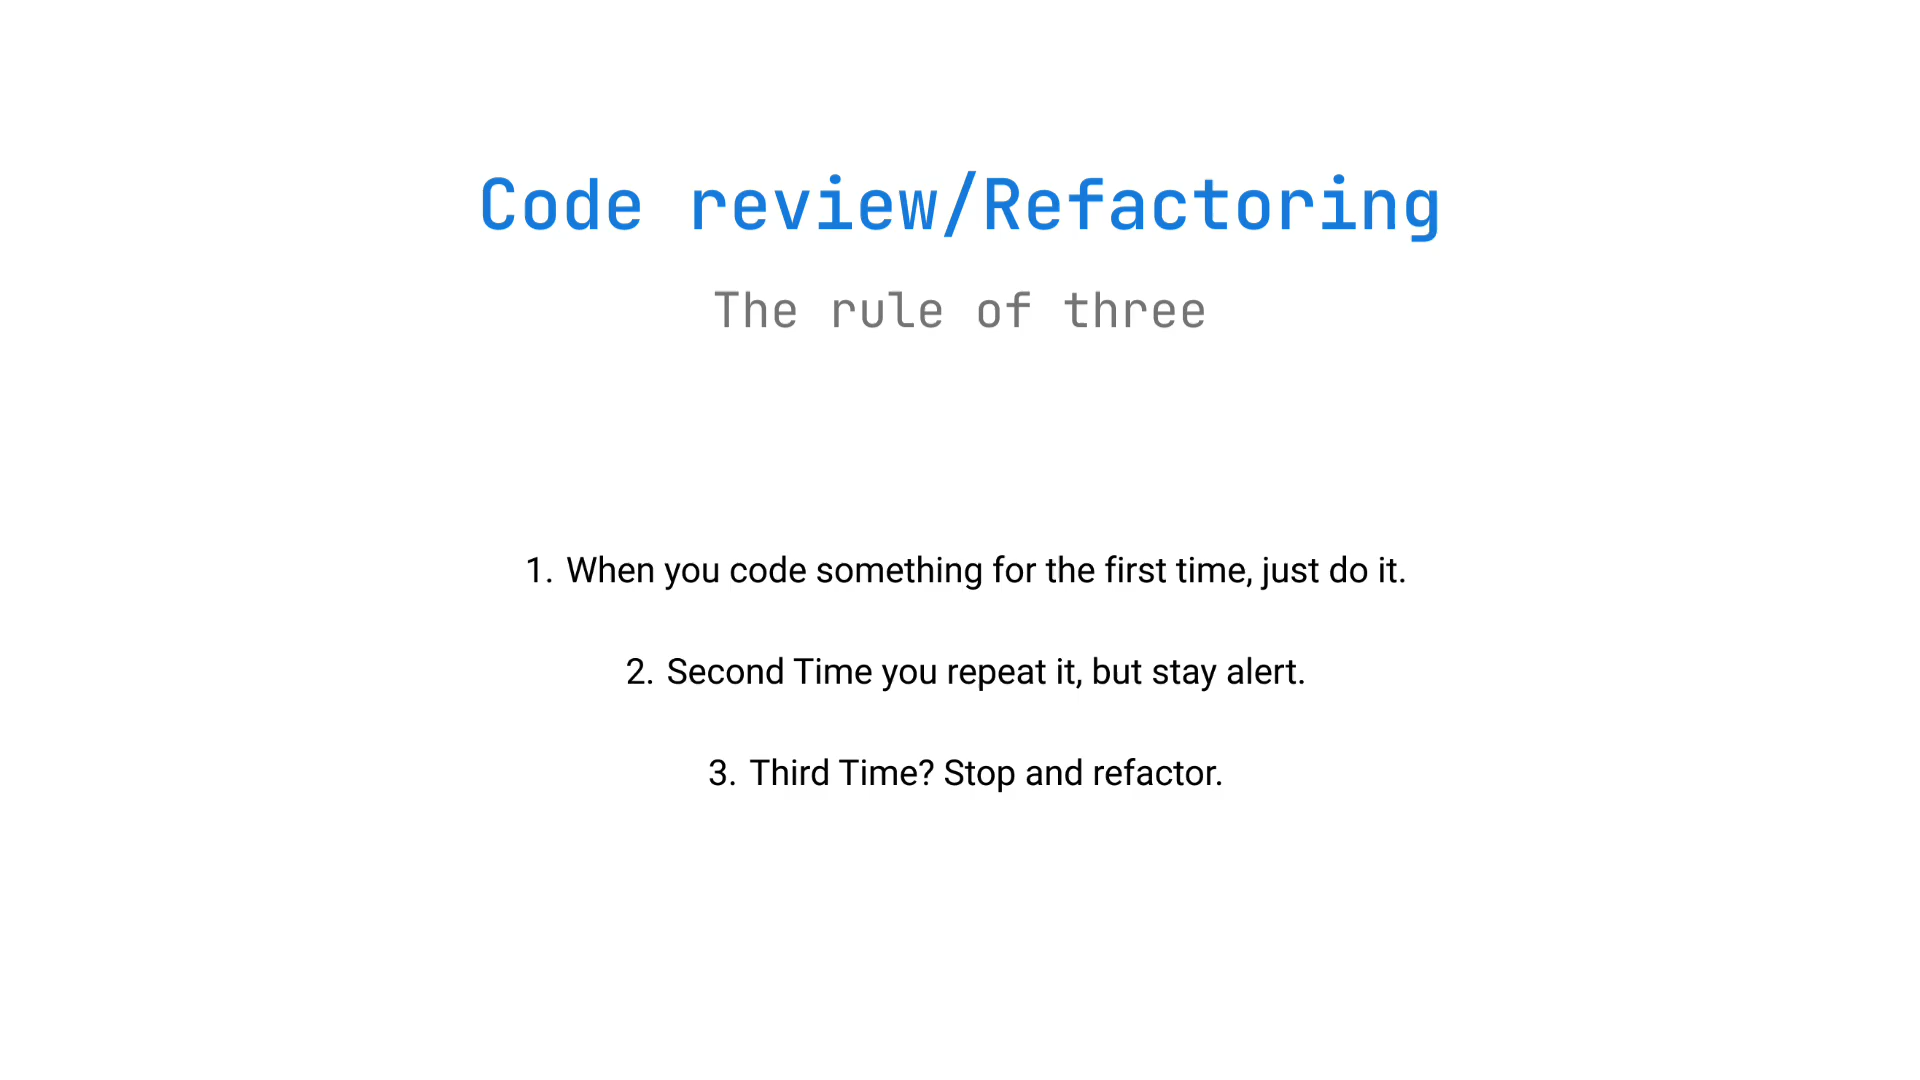 Code review/Refactoring
The rule of three
1. When you code something for the first time, just do it.
2. Second Time you repeat it, but stay alert.
3. Third Time? Stop and refactor.